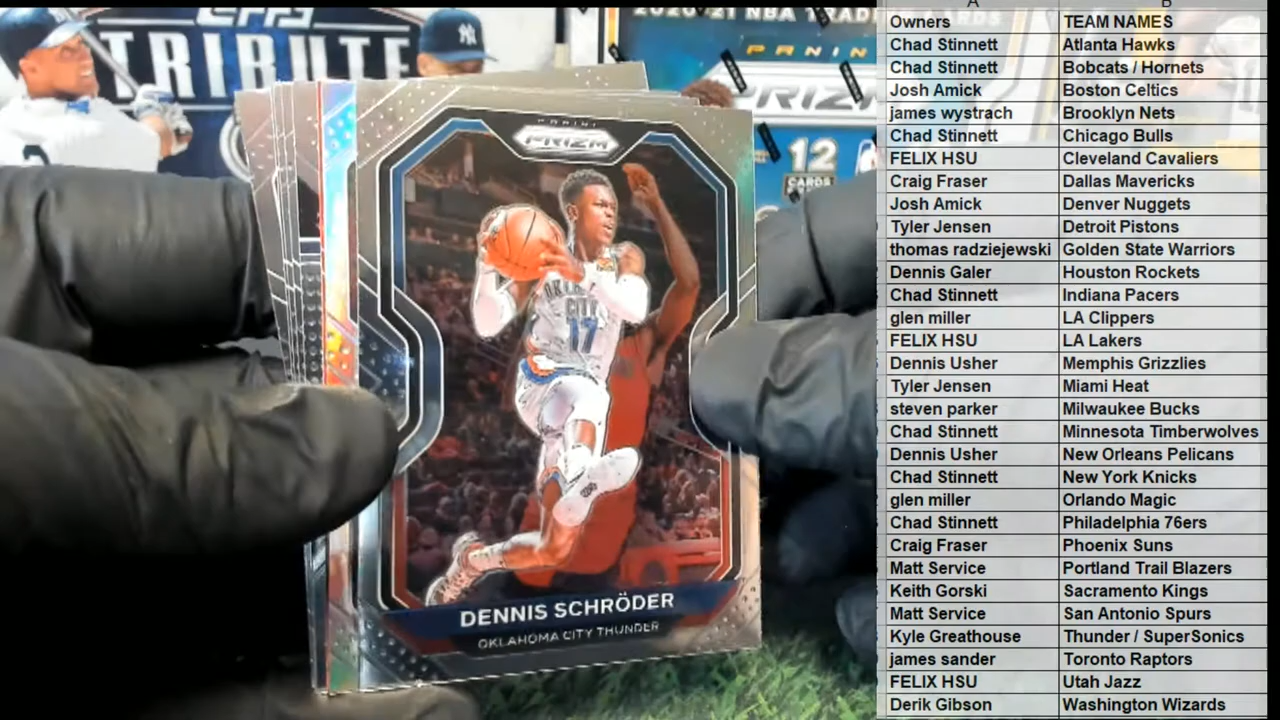 TRIBUTE
2020-21 NBA TRADI
CARDS
PANIN
PRIZM
12
CARDS
PANINI
PRIZM
OKLAHOMA
CITY
17
DENNIS SCHRÖDER
OKLAHOMA CITY THUNDER
A B
Owners TEAM NAMES
Chad Stinnett Atlanta Hawks
Chad Stinnett Bobcats / Hornets
Josh Amick Boston Celtics
james wystrach Brooklyn Nets
Chad Stinnett Chicago Bulls
FELIX HSU Cleveland Cavaliers
Craig Fraser Dallas Mavericks
Josh Amick Denver Nuggets
Tyler Jensen Detroit Pistons
thomas radziejewski Golden State Warriors
Dennis Galer Houston Rockets
Chad Stinnett Indiana Pacers
glen miller LA Clippers
FELIX HSU LA Lakers
Dennis Usher Memphis Grizzlies
Tyler Jensen Miami Heat
steven parker Milwaukee Bucks
Chad Stinnett Minnesota Timberwolves
Dennis Usher New Orleans Pelicans
Chad Stinnett New York Knicks
glen miller Orlando Magic
Chad Stinnett Philadelphia 76ers
Craig Fraser Phoenix Suns
Matt Service Portland Trail Blazers
Keith Gorski Sacramento Kings
Matt Service San Antonio Spurs
Kyle Greathouse Thunder / SuperSonics
james sander Toronto Raptors
FELIX HSU Utah Jazz
Derik Gibson Washington Wizards